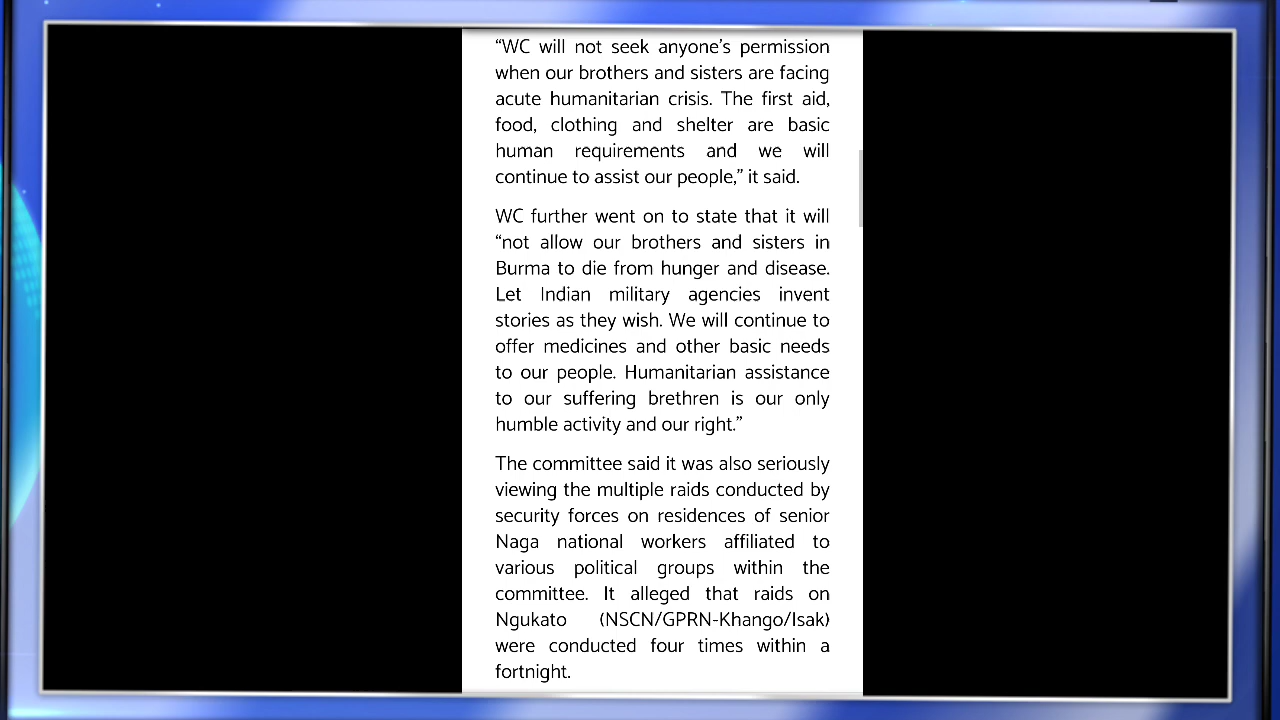 “WC will not seek anyone’s permission
when our brothers and sisters are facing
acute humanitarian crisis. The first aid,
food, clothing and shelter are basic
human requirements and we will
continue to assist our people,” it said.
WC further went on to state that it will
“not allow our brothers and sisters in
Burma to die from hunger and disease.
Let Indian military agencies invent
stories as they wish. We will continue to
offer medicines and other basic needs
to our people. Humanitarian assistance
to our suffering brethren is our only
humble activity and our right.”
The committee said it was also seriously
viewing the multiple raids conducted by
security forces on residences of senior
Naga national workers affiliated to
various political groups within the
committee. It alleged that raids on
Ngukato (NSCN/GPRN-Khango/Isak)
were conducted four times within a
fortnight.